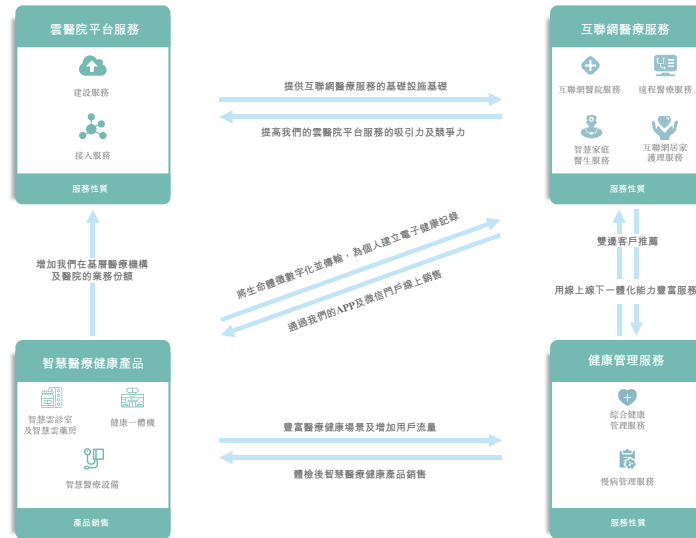 雲醫院平台服務
建設服務
接入服務
服務性質
提供互聯網醫療服務的基礎設施基礎
提高我們的雲醫院平台服務的吸引力及競爭力
互聯網醫療服務
互聯網醫院服務
遠程醫療服務
智慧家庭
醫生服務
互聯網居家
護理服務
服務性質
增加我們在基層醫療機構
及醫院的業務份額
將生命體徵數字化並傳輸，為個人建立電子健康記錄
通過我們的APP及微信門戶線上銷售
雙邊客戶推薦
用線上線下一體化能力豐富服務
智慧醫療健康產品
智慧雲診室
及智慧雲藥房
健康一體機
智慧醫療設備
產品銷售
豐富醫療健康場景及增加用戶流量
體檢後智慧醫療健康產品銷售
健康管理服務
綜合健康
管理服務
慢病管理服務
服務性質